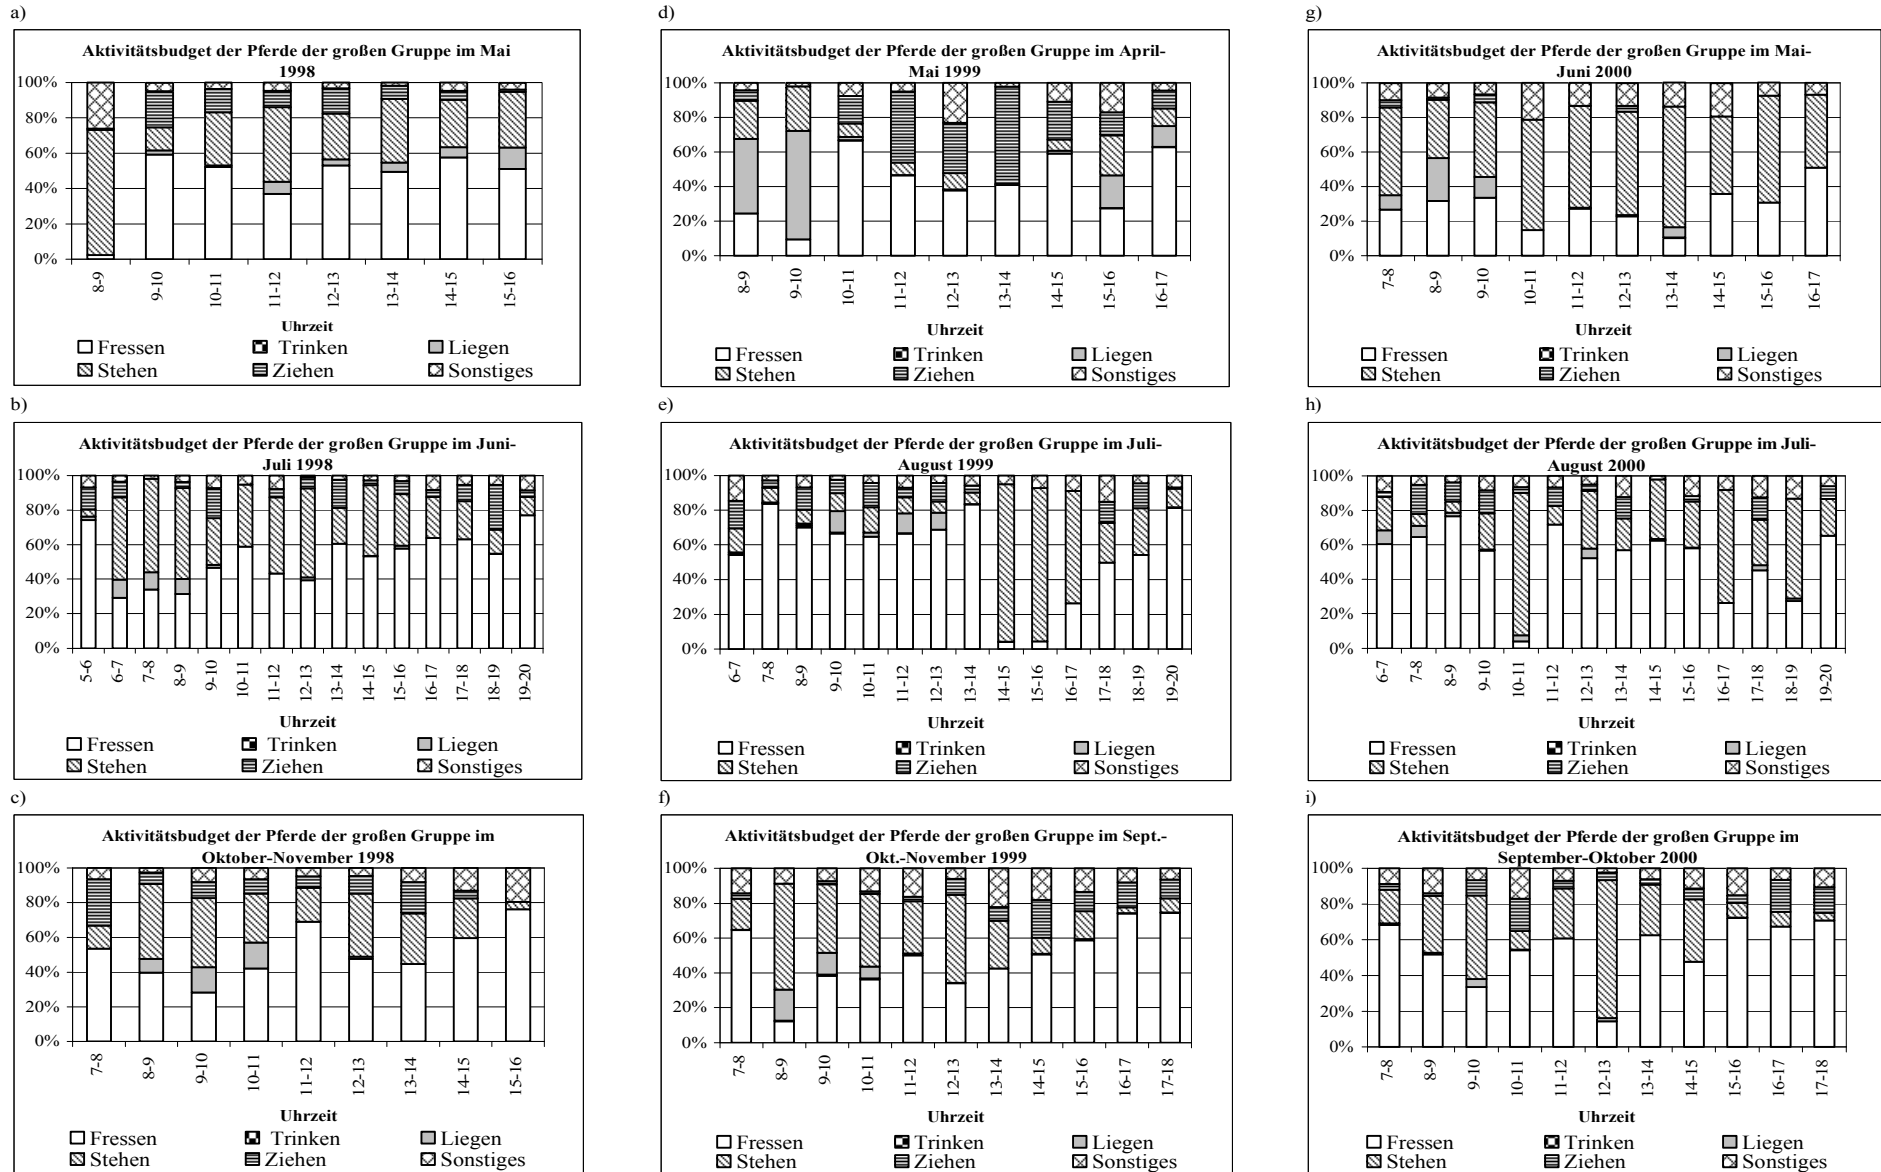 a)
Aktivitätsbudget der Pferde der großen Gruppe im Mai
1998
100%
80%
60%
40%
20%
0%
8-9
9-10
10-11
11-12
12-13
13-14
14-15
15-16
Uhrzeit
Fressen
Trinken
Liegen
Stehen
Ziehen
Sonstiges
b)
Aktivitätsbudget der Pferde der großen Gruppe im Juni-
Juli 1998
100%
80%
60%
40%
20%
0%
5-6
6-7
7-8
8-9
9-10
10-11
11-12
12-13
13-14
14-15
15-16
16-17
17-18
18-19
19-20
Uhrzeit
Fressen
Trinken
Liegen
Stehen
Ziehen
Sonstiges
c)
Aktivitätsbudget der Pferde der großen Gruppe im
Oktober-November 1998
100%
80%
60%
40%
20%
0%
7-8
8-9
9-10
10-11
11-12
12-13
13-14
14-15
15-16
Uhrzeit
Fressen
Trinken
Liegen
Stehen
Ziehen
Sonstiges
d)
Aktivitätsbudget der Pferde der großen Gruppe im April-
Mai 1999
100%
80%
60%
40%
20%
0%
8-9
9-10
10-11
11-12
12-13
13-14
14-15
15-16
16-17
Uhrzeit
Fressen
Trinken
Liegen
Stehen
Ziehen
Sonstiges
e)
Aktivitätsbudget der Pferde der großen Gruppe im Juli-
August 1999
100%
80%
60%
40%
20%
0%
6-7
7-8
8-9
9-10
10-11
11-12
12-13
13-14
14-15
15-16
16-17
17-18
18-19
19-20
Uhrzeit
Fressen
Trinken
Liegen
Stehen
Ziehen
Sonstiges
f)
Aktivitätsbudget der Pferde der großen Gruppe im Sept.-
Okt.-November 1999
100%
80%
60%
40%
20%
0%
7-8
8-9
9-10
10-11
11-12
12-13
13-14
14-15
15-16
16-17
17-18
Uhrzeit
Fressen
Trinken
Liegen
Stehen
Ziehen
Sonstiges
g)
Aktivitätsbudget der Pferde der großen Gruppe im Mai-
Juni 2000
100%
80%
60%
40%
20%
0%
7-8
8-9
9-10
10-11
11-12
12-13
13-14
14-15
15-16
16-17
Uhrzeit
Fressen
Trinken
Liegen
Stehen
Ziehen
Sonstiges
h)
Aktivitätsbudget der Pferde der großen Gruppe im Juli-
August 2000
100%
80%
60%
40%
20%
0%
6-7
7-8
8-9
9-10
10-11
11-12
12-13
13-14
14-15
15-16
16-17
17-18
18-19
19-20
Uhrzeit
Fressen
Trinken
Liegen
Stehen
Ziehen
Sonstiges
i)
Aktivitätsbudget der Pferde der großen Gruppe im
September-Oktober 2000
100%
80%
60%
40%
20%
0%
7-8
8-9
9-10
10-11
11-12
12-13
13-14
14-15
15-16
16-17
17-18
Uhrzeit
Fressen
Trinken
Liegen
Stehen
Ziehen
Sonstiges